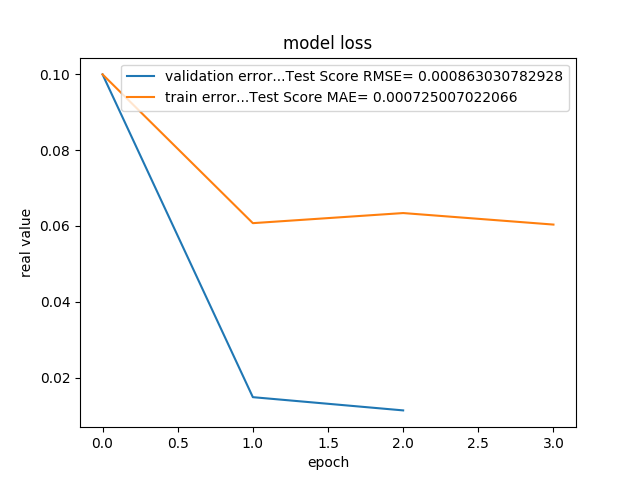 model loss
validation error...Test Score RMSE= 0.000863030782928
train error...Test Score MAE= 0.000725007022066
real value
0.10
0.08
0.06
0.04
0.02
0.0 0.5 1.0 1.5 2.0 2.5 3.0
epoch